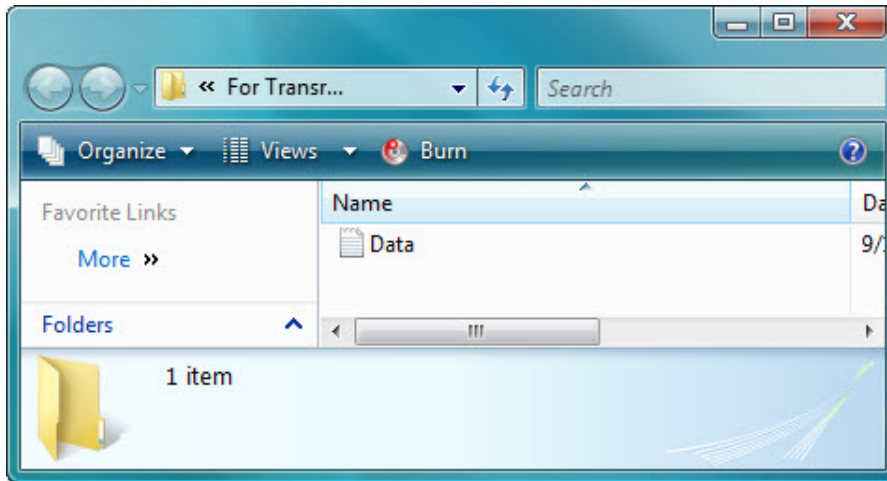 « For Transr... Search
Organize Views Burn
Favorite Links
More »
Folders
Name Da
Data 9/
1 item